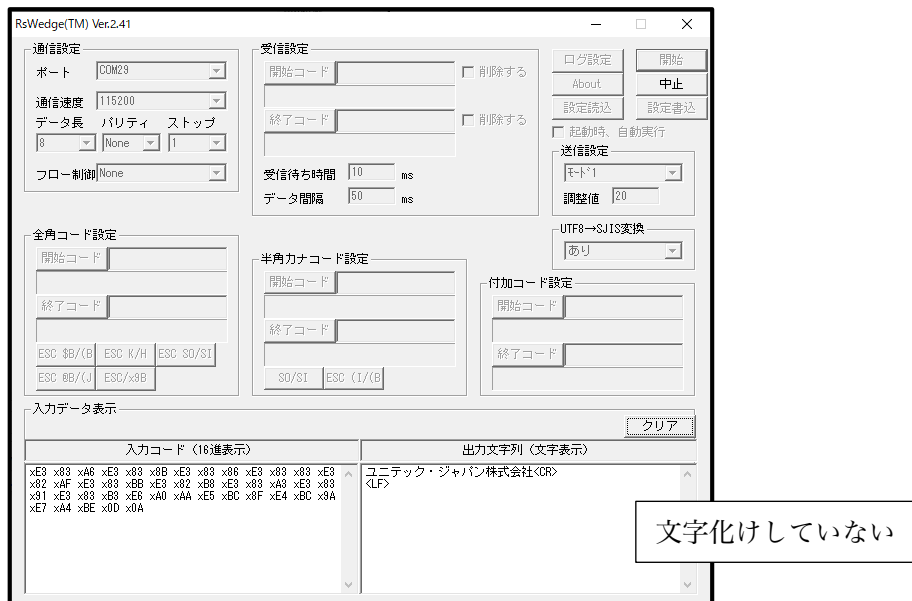 RsWedge(TM) Ver.2.41
通信設定
ポート COM29
通信速度 115200
データ長 パリティ ストップ
8 None 1
フロー制御 None
受信設定
開始コード 削除する
終了コード 削除する
受信待ち時間 10 ms
データ間隔 50 ms
ログ設定 開始
About 中止
設定読込 設定書込
起動時、自動実行
送信設定
ﾓｰﾄﾞ1
調整値 20
UTF8→SJIS変換
あり
全角コード設定
開始コード
終了コード
ESC $B/(B ESC K/H ESC SO/SI
ESC @B/(J ESC/x9B
半角カナコード設定
開始コード
終了コード
SO/SI ESC (I/(B
付加コード設定
開始コード
終了コード
入力データ表示
クリア
入力コード（16進表示） 出力文字列（文字表示）
xE3 x83 xA6 xE3 x83 x8B xE3 x83 x86 xE3 x83 x83 xE3
x82 xAF xE3 x83 xBB xE3 x82 xB8 xE3 x83 xA3 xE3 x83
x91 xE3 x83 xB3 xE6 xA0 xAA xE5 xBC x8F xE4 xBC x9A
xE7 xA4 xBE x0D x0A
ユニテック・ジャパン株式会社<CR>
<LF>
文字化けしていない